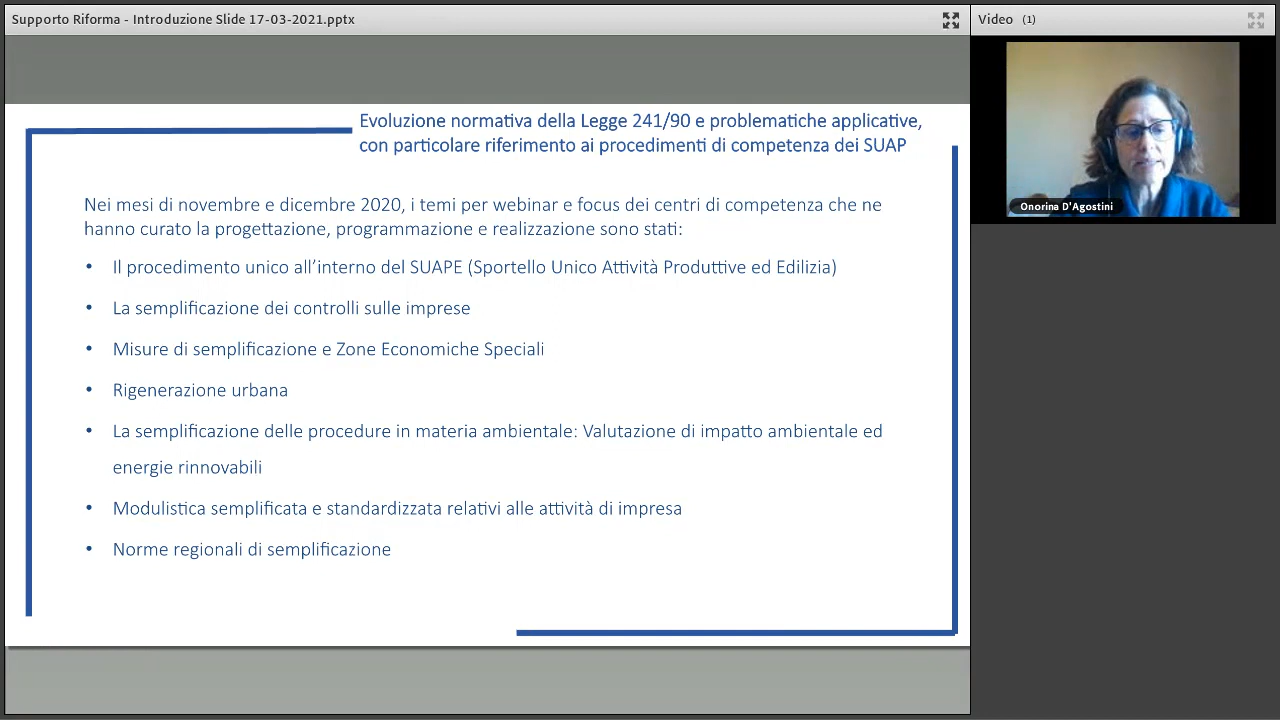 Supporto Riforma - Introduzione Slide 17-03-2021.pptx
Video (1)
Evoluzione normativa della Legge 241/90 e problematiche applicative,
con particolare riferimento ai procedimenti di competenza dei SUAP
Nei mesi di novembre e dicembre 2020, i temi per webinar e focus dei centri di competenza che ne
hanno curato la progettazione, programmazione e realizzazione sono stati:
• Il procedimento unico all’interno del SUAPE (Sportello Unico Attività Produttive ed Edilizia)
• La semplificazione dei controlli sulle imprese
• Misure di semplificazione e Zone Economiche Speciali
• Rigenerazione urbana
• La semplificazione delle procedure in materia ambientale: Valutazione di impatto ambientale ed
energie rinnovabili
• Modulistica semplificata e standardizzata relativi alle attività di impresa
• Norme regionali di semplificazione
Onorina D'Agostini